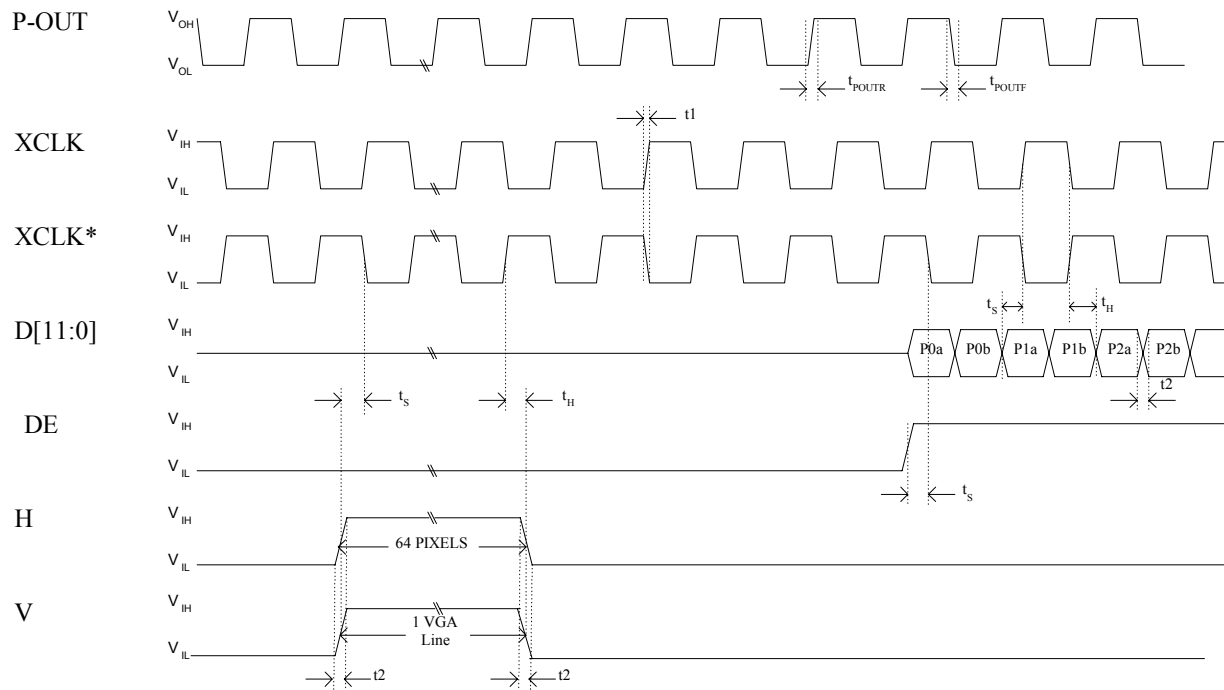 P-OUT
VOH
VOL
tPOUTR
tPOUTF
XCLK
VIH
VIL
t1
XCLK*
VIH
VIL
D[11:0]
VIH
VIL
tS
tH
P0a P0b P1a P1b P2a P2b
t2
tS
tH
DE
VIH
VIL
tS
H
VIH
VIL
64 PIXELS
V
VIH
VIL
1 VGA
Line
t2
t2